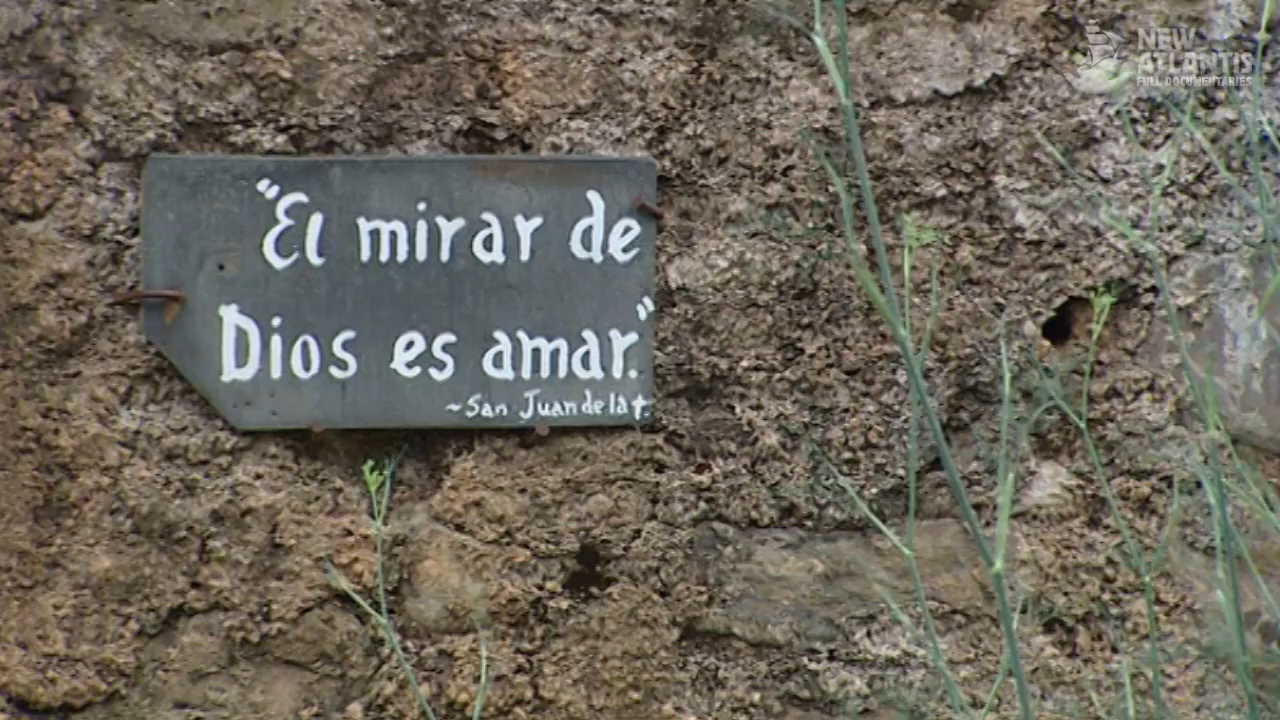 "El mirar de
Dios es amar."
~San Juan de la †.
NEW
ATLANTIS
FULL DOCUMENTARIES